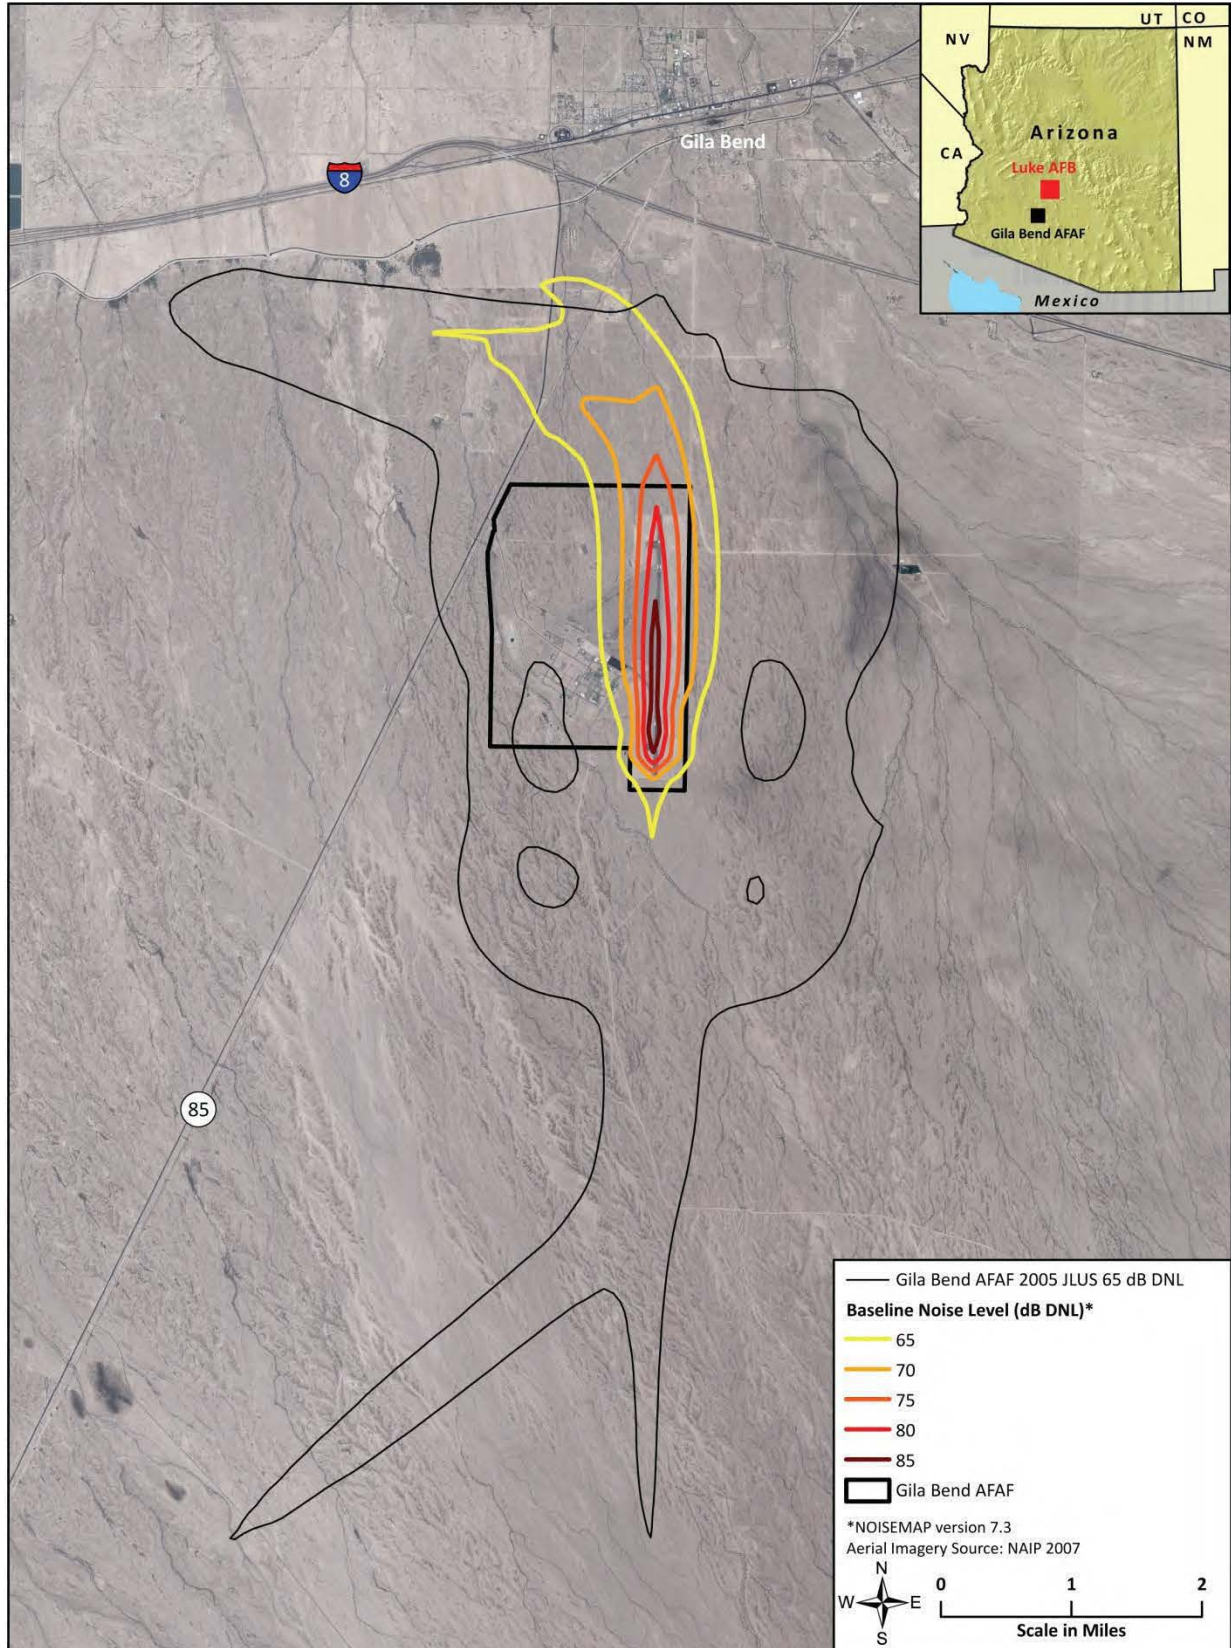 UT CO
NV
NM
Arizona
CA
Luke AFB
Gila Bend AFAF
Mexico
Gila Bend
8
85
Gila Bend AFAF 2005 JLUS 65 dB DNL
Baseline Noise Level (dB DNL)*
65
70
75
80
85
Gila Bend AFAF
*NOISEMAP version 7.3
Aerial Imagery Source: NAIP 2007
N
W E
S
0 1 2
Scale in Miles